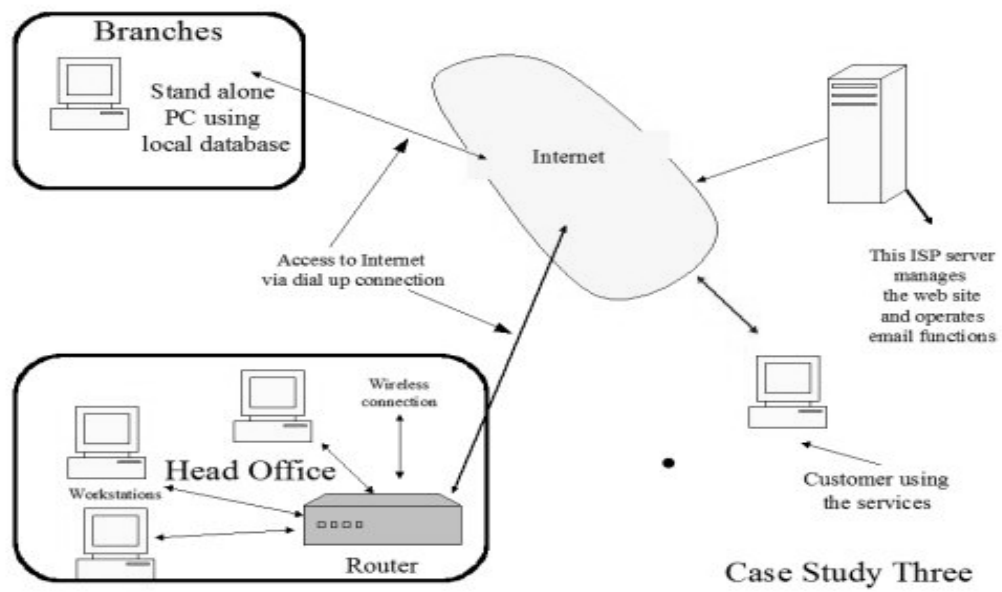 Branches
Stand alone
PC using
local database
Internet
Access to Internet
via dial up connection
This ISP server
manages
the web site
and operates
email functions
Wireless
connection
Head Office
Workstations
Router
Customer using
the services
Case Study Three